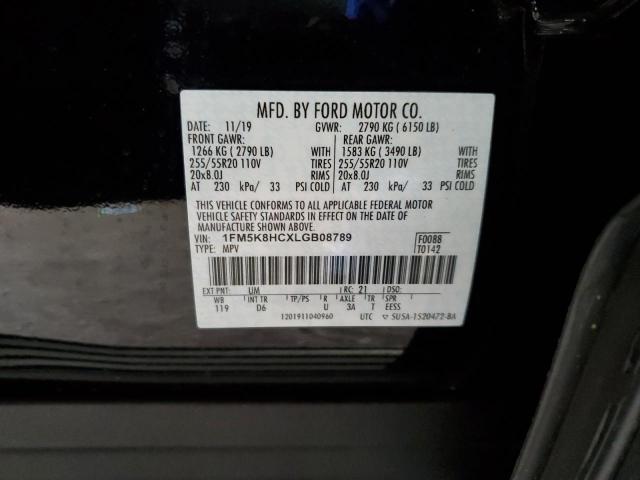 MFD. BY FORD MOTOR CO.
DATE: 11/19 GVWR: 2790 KG ( 6150 LB)
FRONT GAWR: REAR GAWR:
1266 KG ( 2790 LB) WITH 1583 KG( 3490 LB) WITH
255/55R20 110V TIRES 255/55R20 110V TIRES
20x8.0J RIMS 20x8.0J RIMS
AT 230 kPa/ 33 PSI COLD AT 230 kPa/ 33 PSI COLD
THIS VEHICLE CONFORMS TO ALL APPLICABLE FEDERAL MOTOR
VEHICLE SAFETY STANDARDS IN EFFECT ON THE DATE OF
MANUFACTURE SHOWN ABOVE.
VIN: 1FM5K8HCXLGB08789 F0088
TYPE: MPV T0142
EXT PNT: UM RC: 21 DSO:
WB INT TR TP/PS R AXLE TR SPR
119 D6 U 3A T EESS
1201911040960 UTC 5U5A-1520472-BA